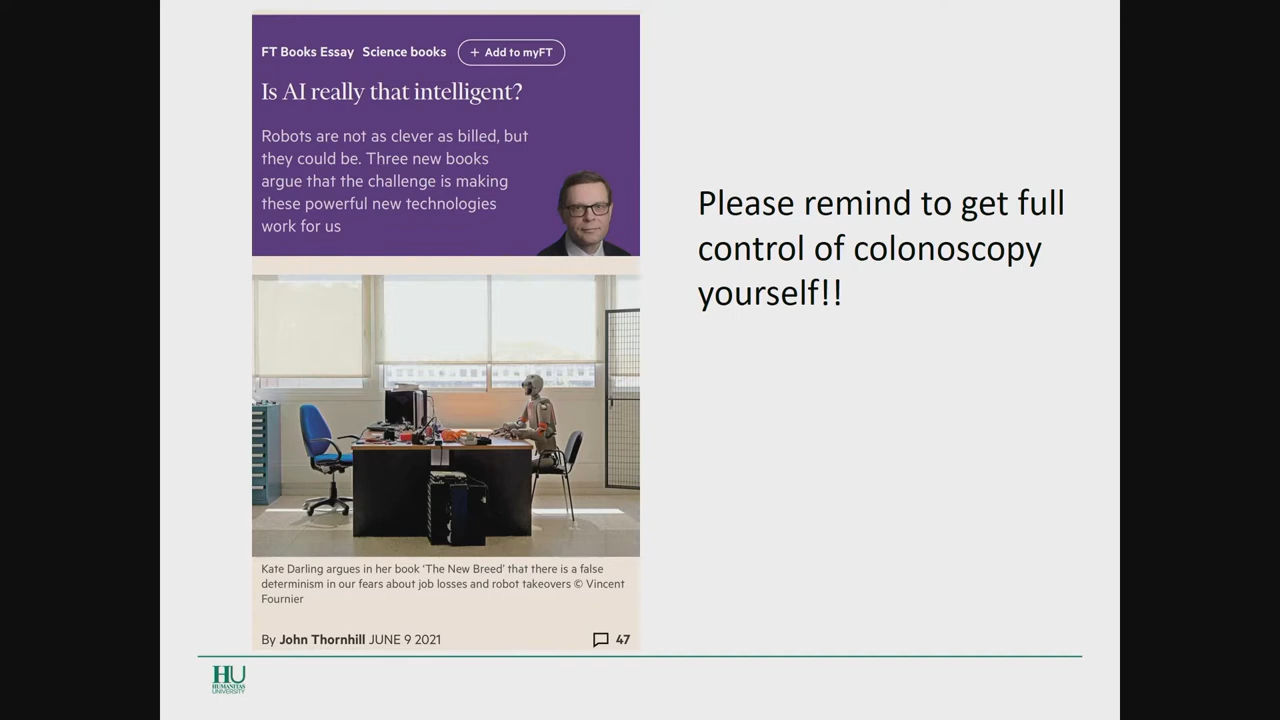 FT Books Essay Science books + Add to myFT
Is AI really that intelligent?
Robots are not as clever as billed, but
they could be. Three new books
argue that the challenge is making
these powerful new technologies
work for us
Kate Darling argues in her book ‘The New Breed’ that there is a false
determinism in our fears about job losses and robot takeovers © Vincent
Fournier
By John Thornhill JUNE 9 2021
47
Please remind to get full
control of colonoscopy
yourself!!
HU
HUMANITAS
UNIVERSITY